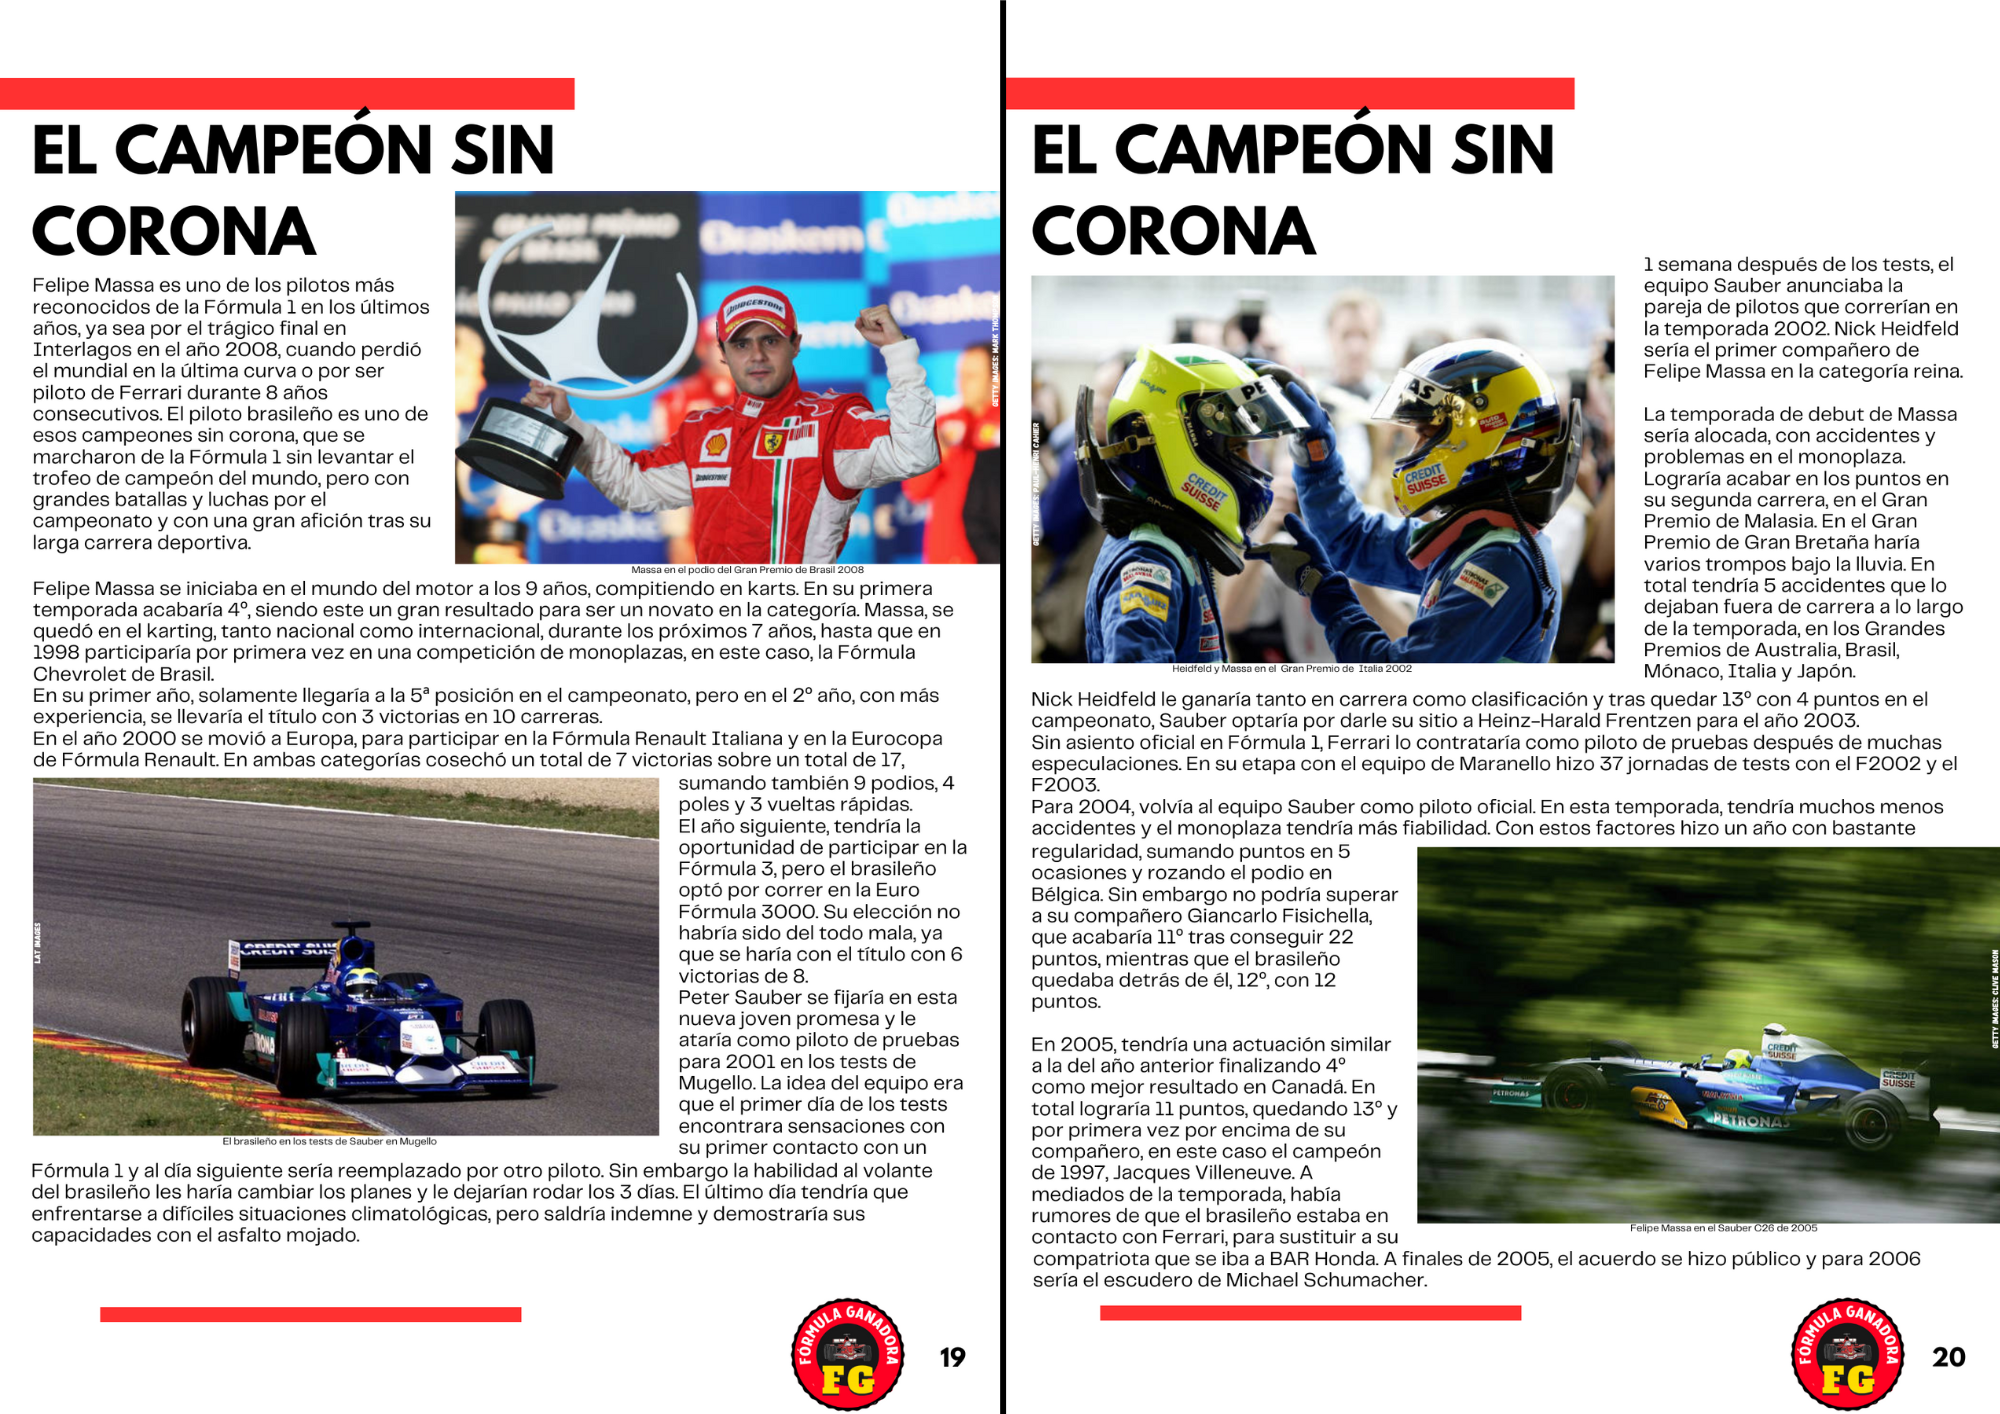 EL CAMPEÓN SIN
CORONA
Felipe Massa es uno de los pilotos más
reconocidos de la Fórmula 1 en los últimos
años, ya sea por el trágico final en
Interlagos en el año 2008, cuando perdió
el mundial en la última curva o por ser
piloto de Ferrari durante 8 años
consecutivos. El piloto brasileño es uno de
esos campeones sin corona, que se
marcharon de la Fórmula 1 sin levantar el
trofeo de campeón del mundo, pero con
grandes batallas y luchas por el
campeonato y con una gran afición tras su
larga carrera deportiva.
GRANDE PRÊMIO
DO BRASIL
Braskem
BRIDGESTONE
Massa en el podio del Gran Premio de Brasil 2008
Felipe Massa se iniciaba en el mundo del motor a los 9 años, compitiendo en karts. En su primera
temporada acabaría 4º, siendo este un gran resultado para ser un novato en la categoría. Massa, se
quedó en el karting, tanto nacional como internacional, durante los próximos 7 años, hasta que en
1998 participaría por primera vez en una competición de monoplazas, en este caso, la Fórmula
Chevrolet de Brasil.
En su primer año, solamente llegaría a la 5ª posición en el campeonato, pero en el 2º año, con más
experiencia, se llevaría el título con 3 victorias en 10 carreras.
En el año 2000 se movió a Europa, para participar en la Fórmula Renault Italiana y en la Eurocopa
de Fórmula Renault. En ambas categorías cosechó un total de 7 victorias sobre un total de 17,
sumando también 9 podios, 4
poles y 3 vueltas rápidas.
El año siguiente, tendría la
oportunidad de participar en la
Fórmula 3, pero el brasileño
optó por correr en la Euro
Fórmula 3000. Su elección no
habría sido del todo mala, ya
que se haría con el título con 6
victorias de 8.
Peter Sauber se fijaría en esta
nueva joven promesa y le
ataría como piloto de pruebas
para 2001 en los tests de
Mugello. La idea del equipo era
que el primer día de los tests
encontrara sensaciones con
su primer contacto con un
LAT IMAGES
CREDIT SUISSE
El brasileño en los tests de Sauber en Mugello
Fórmula 1 y al día siguiente sería reemplazado por otro piloto. Sin embargo la habilidad al volante
del brasileño les haría cambiar los planes y le dejarían rodar los 3 días. El último día tendría que
enfrentarse a difíciles situaciones climatológicas, pero saldría indemne y demostraría sus
capacidades con el asfalto mojado.
FÓRMULA GANADORA
FG
19
EL CAMPEÓN SIN
CORONA
GETTY IMAGES: PAUL-HENRI CAHIER
CREDIT
SUISSE
CREDIT
SUISSE
PETRONAS
Heidfeld y Massa en el Gran Premio de Italia 2002
1 semana después de los tests, el
equipo Sauber anunciaba la
pareja de pilotos que correrían en
la temporada 2002. Nick Heidfeld
sería el primer compañero de
Felipe Massa en la categoría reina.
La temporada de debut de Massa
sería alocada, con accidentes y
problemas en el monoplaza.
Lograría acabar en los puntos en
su segunda carrera, en el Gran
Premio de Malasia. En el Gran
Premio de Gran Bretaña haría
varios trompos bajo la lluvia. En
total tendría 5 accidentes que lo
dejaban fuera de carrera a lo largo
de la temporada, en los Grandes
Premios de Australia, Brasil,
Mónaco, Italia y Japón.
Nick Heidfeld le ganaría tanto en carrera como clasificación y tras quedar 13º con 4 puntos en el
campeonato, Sauber optaría por darle su sitio a Heinz-Harald Frentzen para el año 2003.
Sin asiento oficial en Fórmula 1, Ferrari lo contrataría como piloto de pruebas después de muchas
especulaciones. En su etapa con el equipo de Maranello hizo 37 jornadas de tests con el F2002 y el
F2003.
Para 2004, volvía al equipo Sauber como piloto oficial. En esta temporada, tendría muchos menos
accidentes y el monoplaza tendría más fiabilidad. Con estos factores hizo un año con bastante
regularidad, sumando puntos en 5
ocasiones y rozando el podio en
Bélgica. Sin embargo no podría superar
a su compañero Giancarlo Fisichella,
que acabaría 11º tras conseguir 22
puntos, mientras que el brasileño
quedaba detrás de él, 12º, con 12
puntos.
En 2005, tendría una actuación similar
a la del año anterior finalizando 4º
como mejor resultado en Canadá. En
total lograría 11 puntos, quedando 13º y
por primera vez por encima de su
compañero, en este caso el campeón
de 1997, Jacques Villeneuve. A
mediados de la temporada, había
rumores de que el brasileño estaba en
contacto con Ferrari, para sustituir a su
compatriota que se iba a BAR Honda. A finales de 2005, el acuerdo se hizo público y para 2006
sería el escudero de Michael Schumacher.
CREDIT
SUISSE
CREDIT
SUISSE
PETRONAS
PETRONAS
GETTY IMAGES: CLIVE MASON
Felipe Massa en el Sauber C26 de 2005
FÓRMULA GANADORA
FG
20